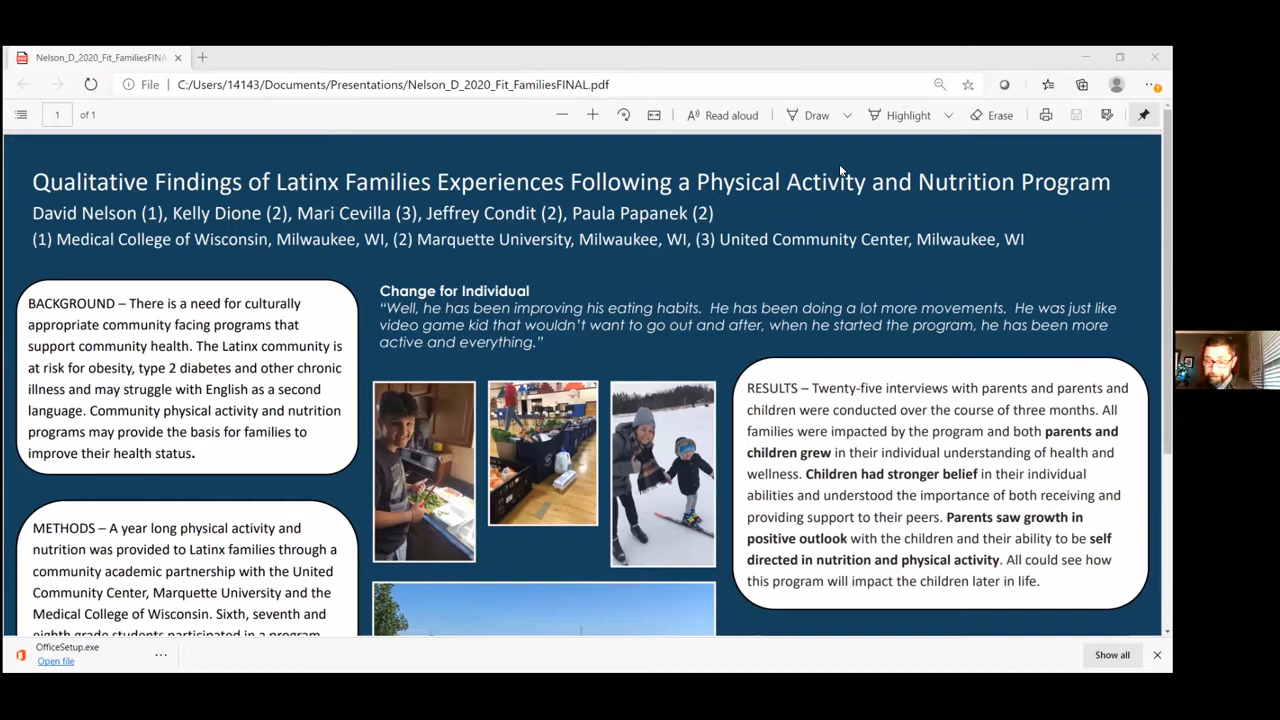 Nelson_D_2020_Fit_FamiliesFINA
File
C:/Users/14143/Documents/Presentations/Nelson_D_2020_Fit_FamiliesFINAL.pdf
1 of 1
Read aloud
Draw
Highlight
Erase
Qualitative Findings of Latinx Families Experiences Following a Physical Activity and Nutrition Program
David Nelson (1), Kelly Dione (2), Mari Cevilla (3), Jeffrey Condit (2), Paula Papanek (2)
(1) Medical College of Wisconsin, Milwaukee, WI, (2) Marquette University, Milwaukee, WI, (3) United Community Center, Milwaukee, WI
BACKGROUND – There is a need for culturally
appropriate community facing programs that
support community health. The Latinx community is
at risk for obesity, type 2 diabetes and other chronic
illness and may struggle with English as a second
language. Community physical activity and nutrition
programs may provide the basis for families to
improve their health status.
METHODS – A year long physical activity and
nutrition was provided to Latinx families through a
community academic partnership with the United
Community Center, Marquette University and the
Medical College of Wisconsin. Sixth, seventh and
eighth grade students participated in a program
Change for Individual
“Well, he has been improving his eating habits. He has been doing a lot more movements. He was just like
video game kid that wouldn’t want to go out and after, when he started the program, he has been more
active and everything.”
RESULTS – Twenty-five interviews with parents and parents and
children were conducted over the course of three months. All
families were impacted by the program and both parents and
children grew in their individual understanding of health and
wellness. Children had stronger belief in their individual
abilities and understood the importance of both receiving and
providing support to their peers. Parents saw growth in
positive outlook with the children and their ability to be self
directed in nutrition and physical activity. All could see how
this program will impact the children later in life.
OfficeSetup.exe
Open file
Show all